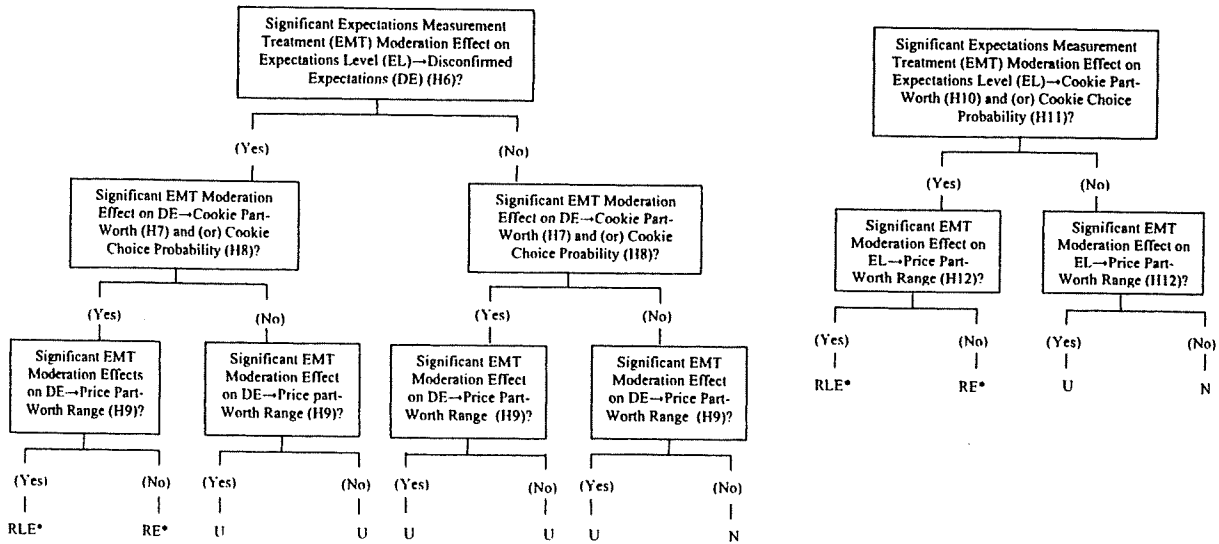 Significant Expectations Measurement
Treatment (EMT) Moderation Effect on
Expectations Level (EL)→Disconfirmed
Expectations (DE) (H6)?
(Yes)
(No)
Significant EMT Moderation
Effect on DE→Cookie Part-
Worth (H7) and (or) Cookie
Choice Probability (H8)?
Significant EMT Moderation
Effect on DE→Cookie Part-
Worth (H7) and (or) Cookie
Choice Proability (H8)?
(Yes)
(No)
(Yes)
(No)
Significant EMT
Moderation Effects
on DE→Price Part-
Worth Range (H9)?
Significant EMT
Moderation Effect
on DE→Price part-
Worth Range (H9)?
Significant EMT
Moderation Effect
on DE→Price Part-
Worth Range (H9)?
Significant EMT
Moderation Effect
on DE→Price Part-
Worth Range (H9)?
(Yes)
(No)
(Yes)
(No)
(Yes)
(No)
(Yes)
(No)
RLE*
RE*
U
U
U
U
U
N
Significant Expectations Measurement
Treatment (EMT) Moderation Effect on
Expectations Level (EL)→Cookie Part-
Worth (H10) and (or) Cookie Choice
Probability (H11)?
(Yes)
(No)
Significant EMT
Moderation Effect on
EL→Price Part-
Worth Range (H12)?
Significant EMT
Moderation Effect on
EL→Price Part-
Worth Range (H12)?
(Yes)
(No)
(Yes)
(No)
RLE*
RE*
U
N